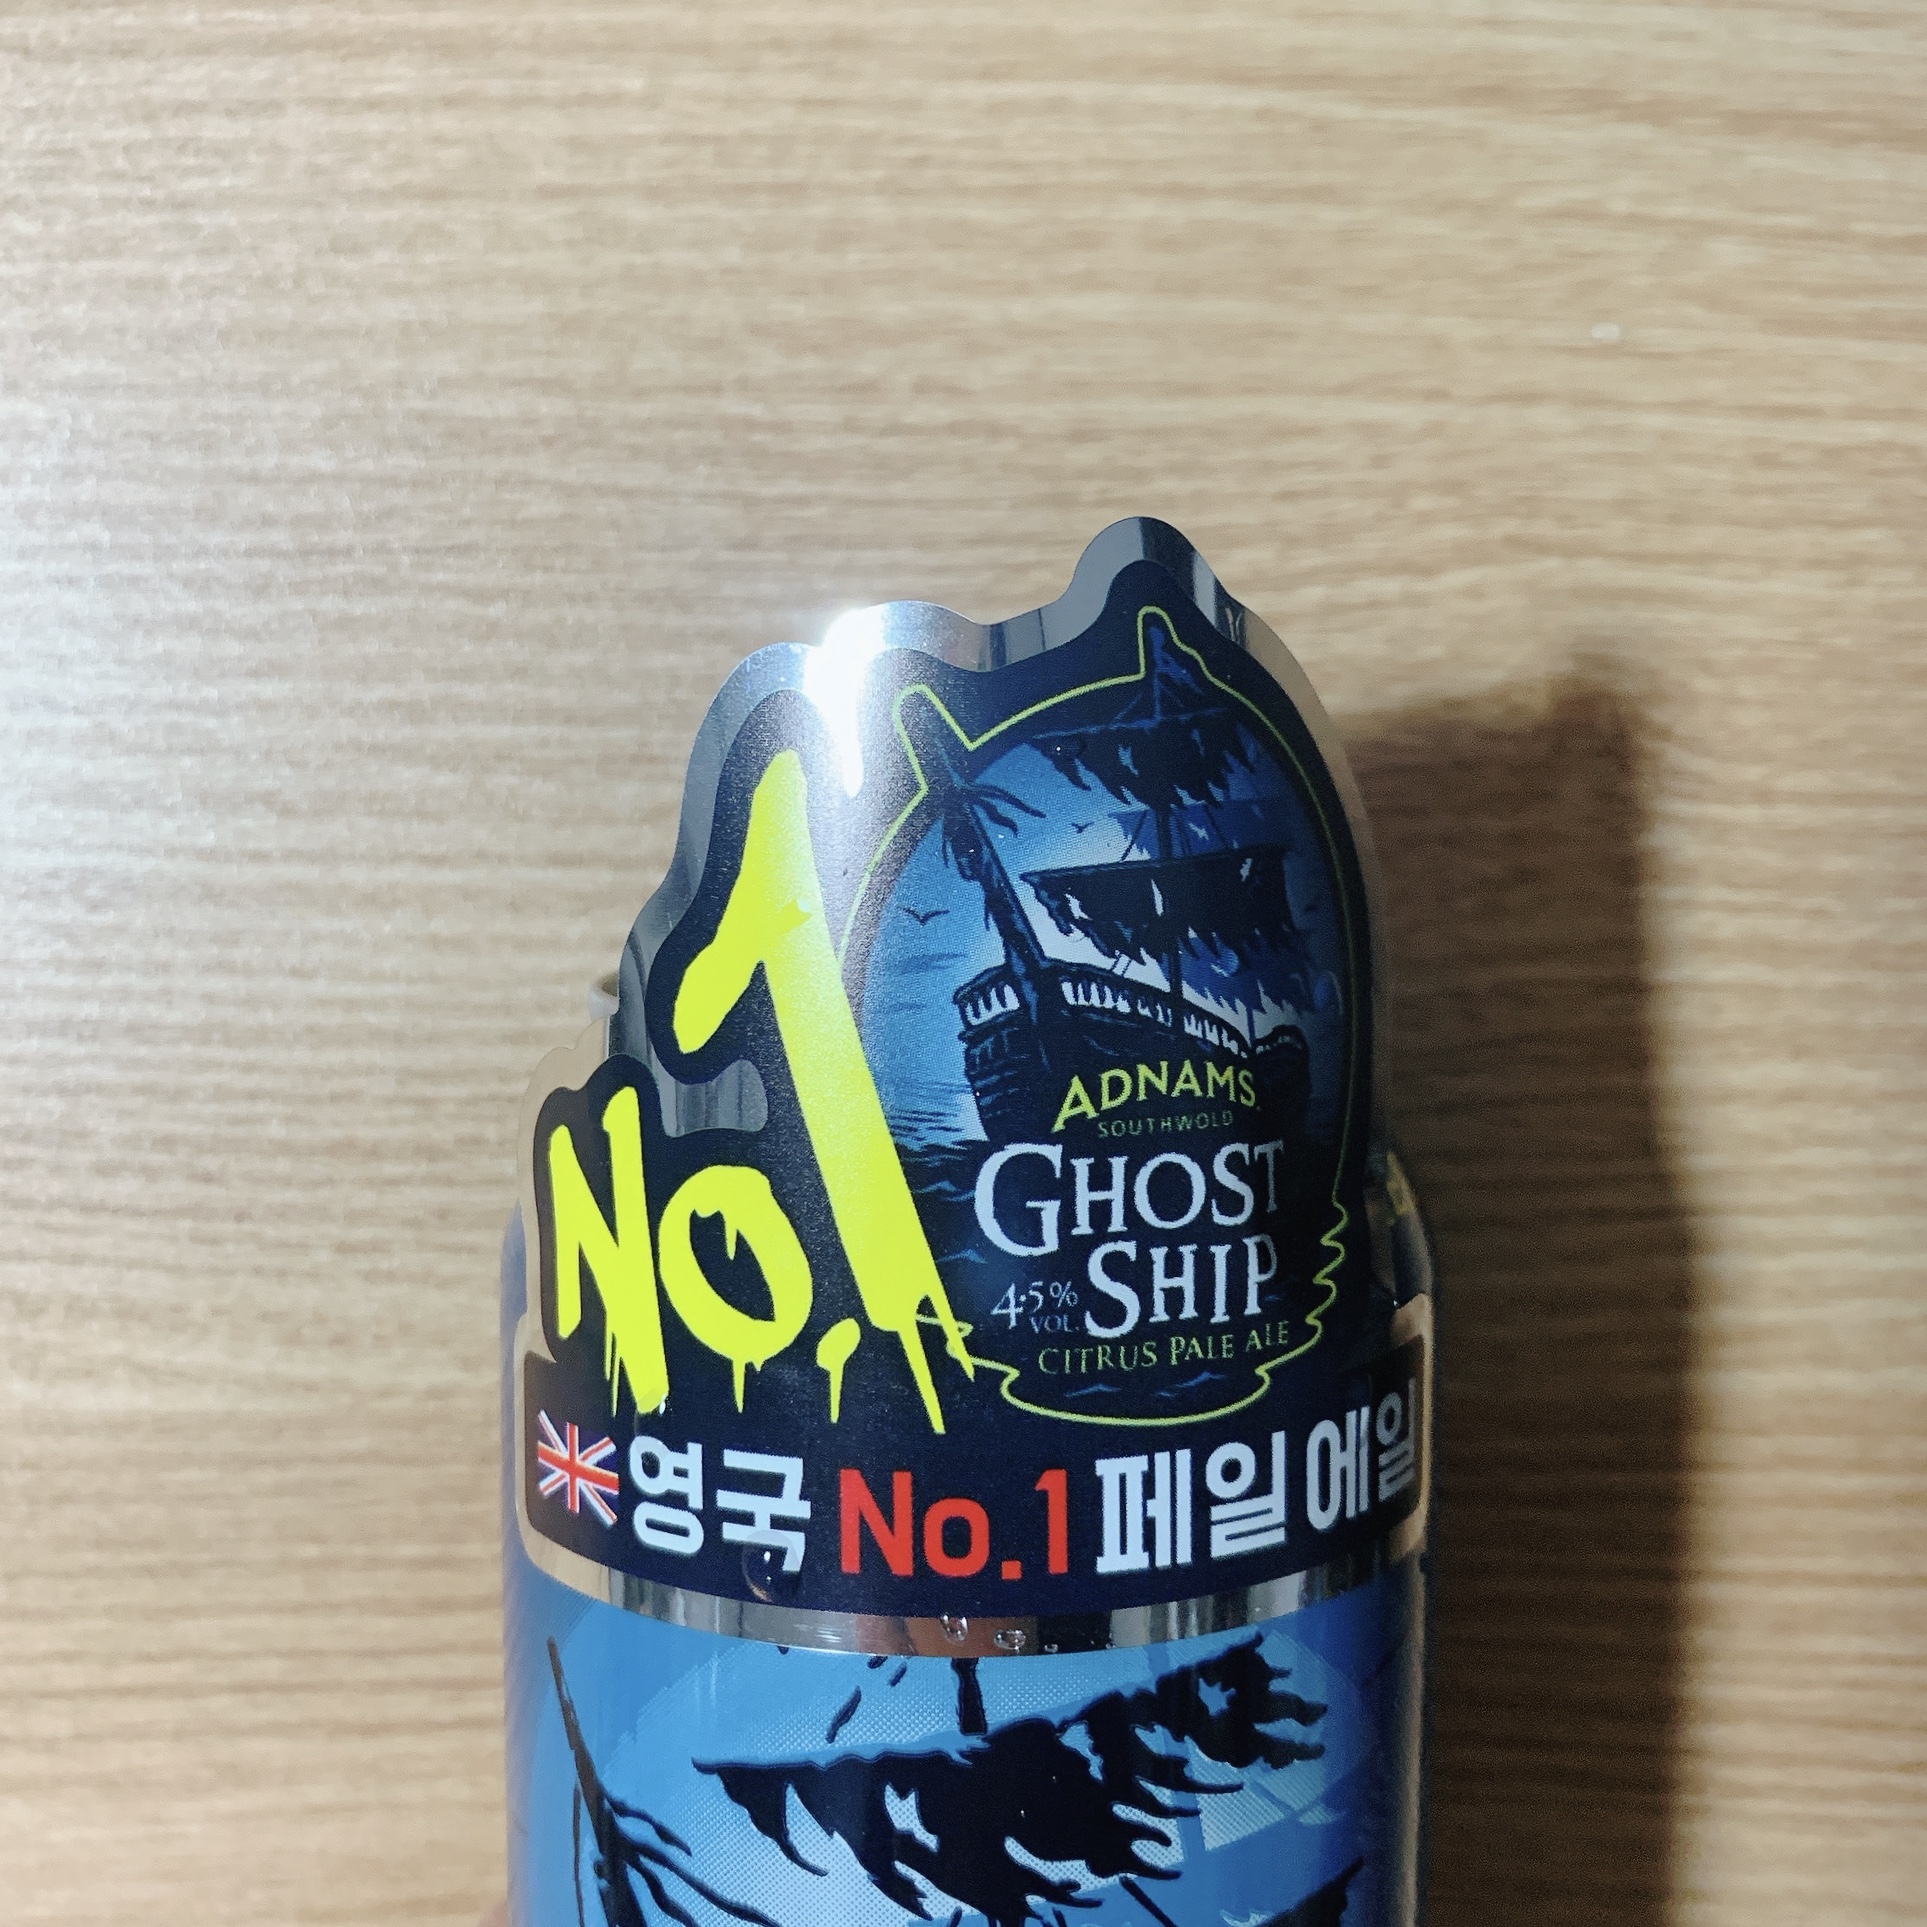 No.1
ADNAMS
SOUTHWOLD
GHOST
SHIP
4.5%
VOL.
CITRUS PALE ALE
영국 No.1 페일 에일